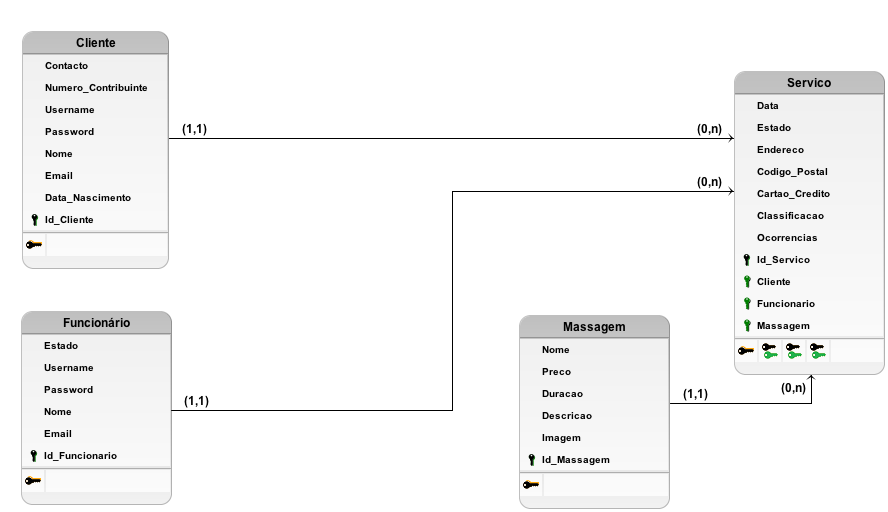 Cliente
Contacto
Numero_Contribuinte
Username
Password
Nome
Email
Data_Nascimento
Id_Cliente
(1,1)
(0,n)
(0,n)
Servico
Data
Estado
Endereco
Codigo_Postal
Cartao_Credito
Classificacao
Ocorrencias
Id_Servico
Cliente
Funcionario
Massagem
Funcionário
Estado
Username
Password
Nome
Email
Id_Funcionario
(1,1)
Massagem
Nome
Preco
Duracao
Descricao
Imagem
Id_Massagem
(1,1)
(0,n)